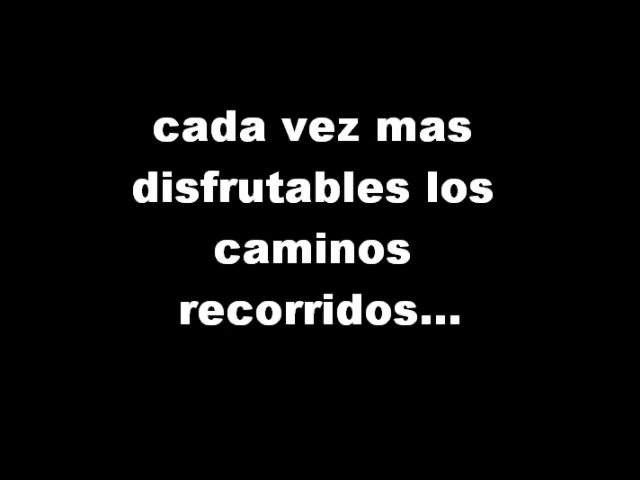 cada vez mas
disfrutables los
caminos
recorridos...